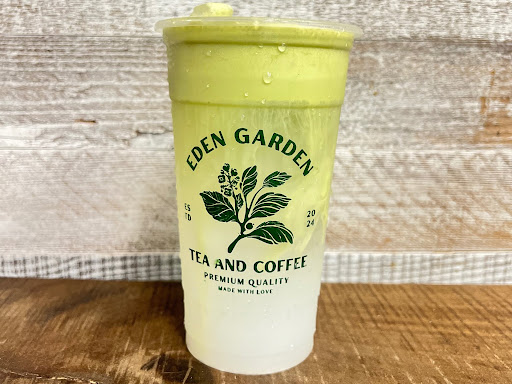 EDEN GARDEN
ES
TD
20
24
TEA AND COFFEE
PREMIUM QUALITY
MADE WITH LOVE